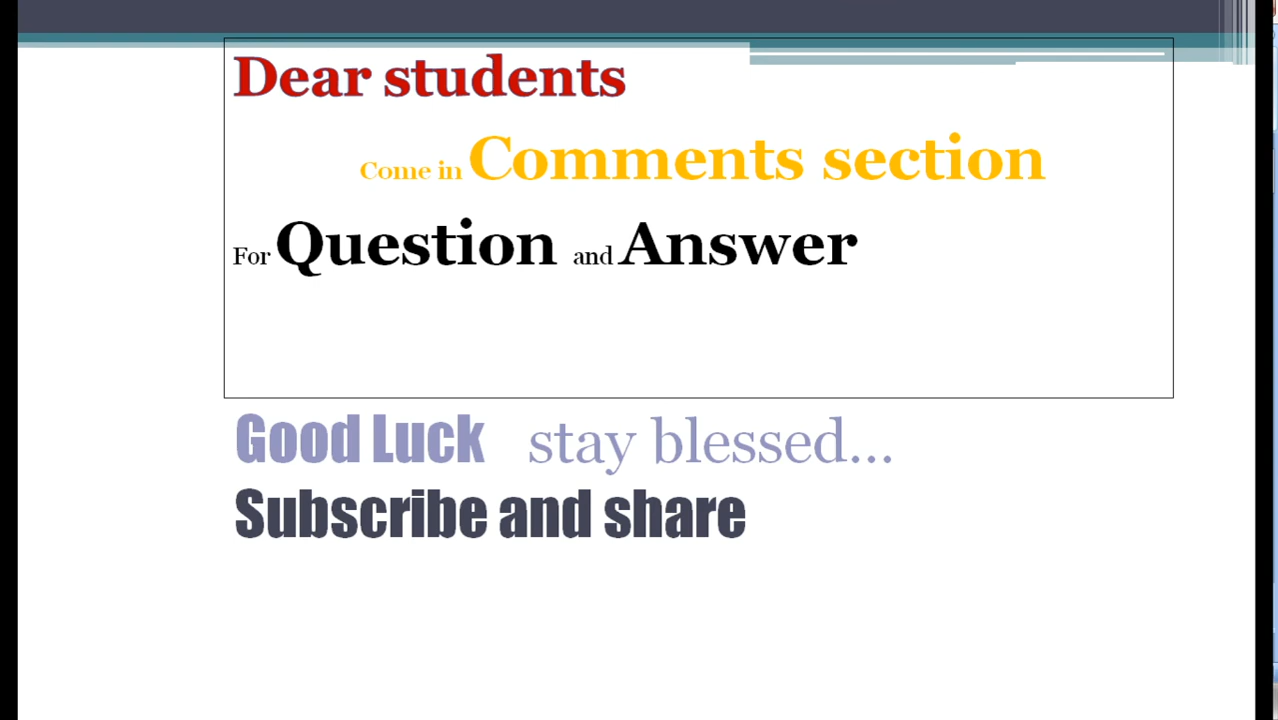 Dear students
Come in Comments section
For Question and Answer
Good Luck stay blessed...
Subscribe and share